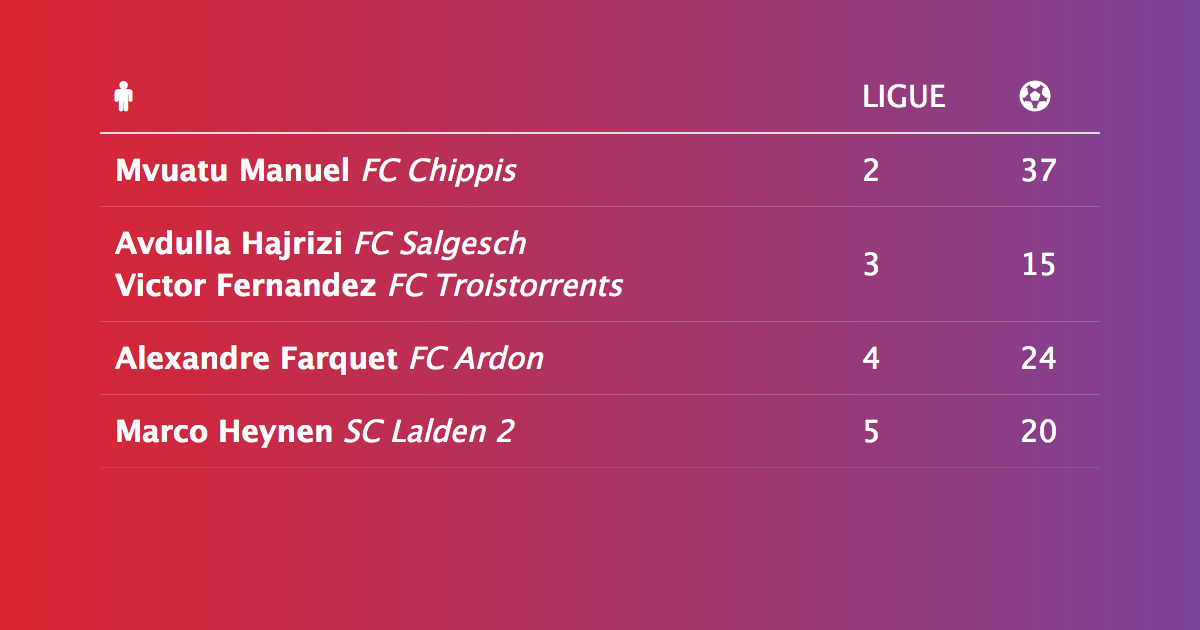 LIGUE
Mvuatu Manuel FC Chippis 2 37
Avdulla Hajrizi FC Salgesch
Victor Fernandez FC Troistorrents
3 15
Alexandre Farquet FC Ardon 4 24
Marco Heynen SC Lalden 2 5 20